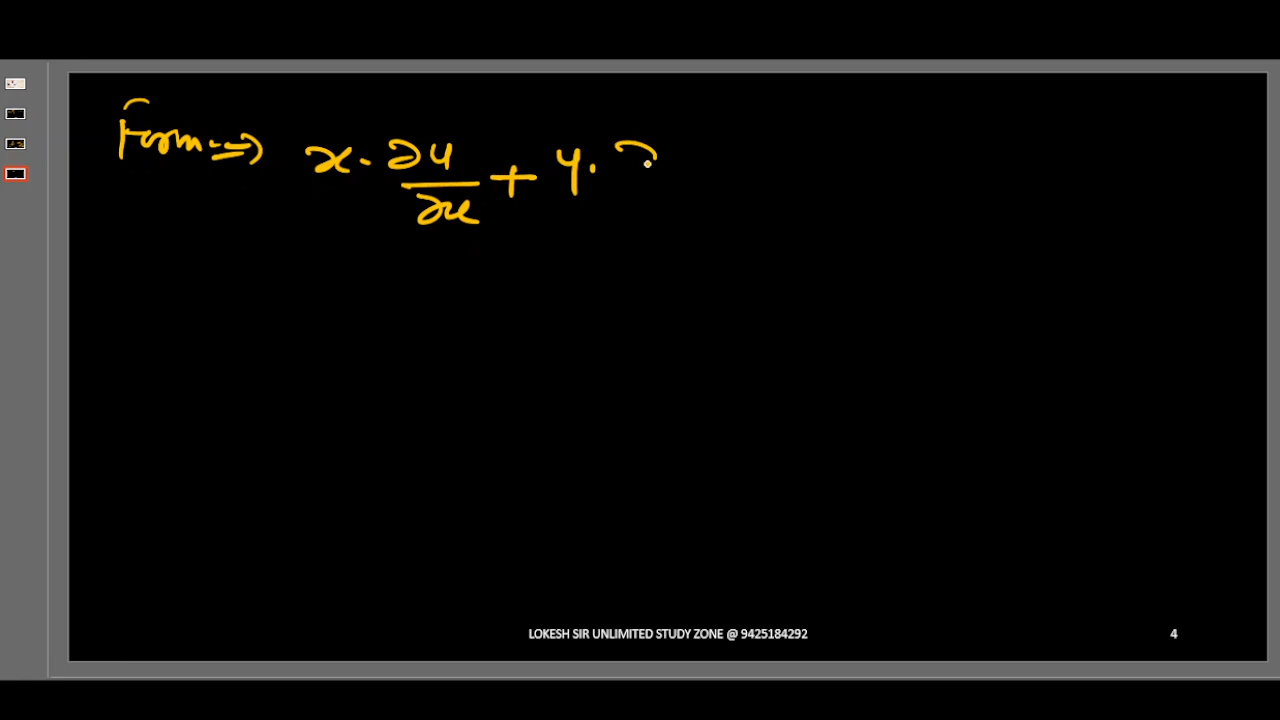 Form ⇒ x · ∂u/∂x + y · ∂
LOKESH SIR UNLIMITED STUDY ZONE @ 9425184292
4